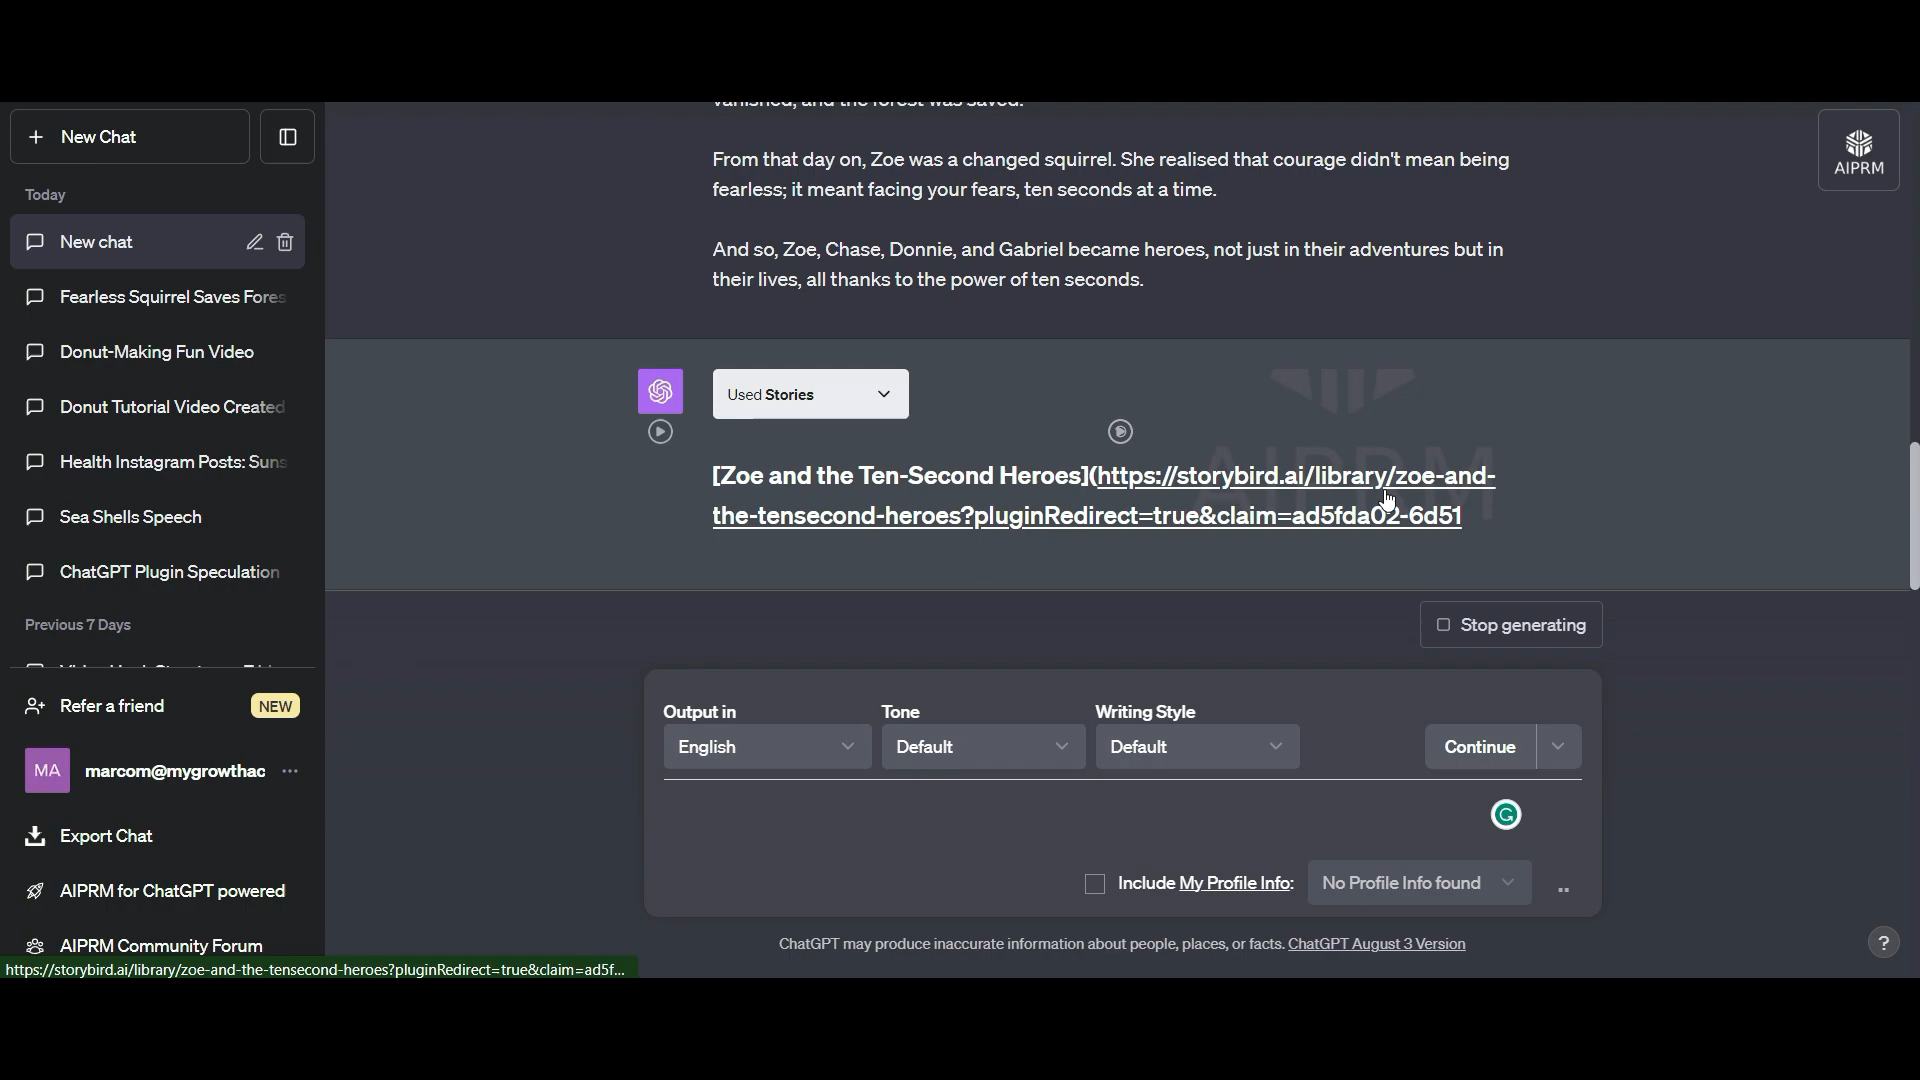 New Chat
Today
New chat
Fearless Squirrel Saves Fores
Donut-Making Fun Video
Donut Tutorial Video Created
Health Instagram Posts: Suns
Sea Shells Speech
ChatGPT Plugin Speculation
Previous 7 Days
Refer a friend
NEW
MA
marcom@mygrowthac
Export Chat
AIPRM for ChatGPT powered
AIPRM Community Forum
https://storybird.ai/library/zoe-and-the-tensecond-heroes?pluginRedirect=true&claim=ad5f...
vanished, and the forest was saved.
From that day on, Zoe was a changed squirrel. She realised that courage didn't mean being
fearless; it meant facing your fears, ten seconds at a time.
And so, Zoe, Chase, Donnie, and Gabriel became heroes, not just in their adventures but in
their lives, all thanks to the power of ten seconds.
AIPRM
Used Stories
AIPRM
[Zoe and the Ten-Second Heroes](https://storybird.ai/library/zoe-and-
the-tensecond-heroes?pluginRedirect=true&claim=ad5fda02-6d51
Stop generating
Output in
Tone
Writing Style
English
Default
Default
Continue
Include My Profile Info:
No Profile Info found
ChatGPT may produce inaccurate information about people, places, or facts. ChatGPT August 3 Version
?